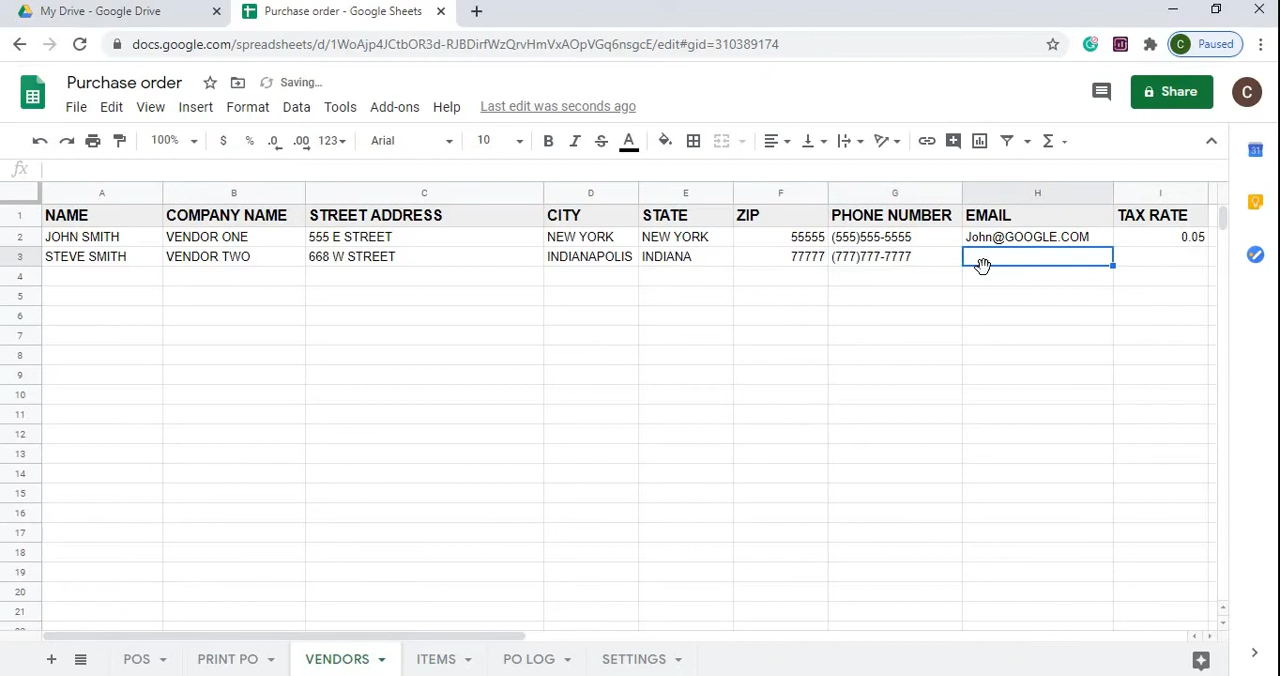 My Drive - Google Drive
Purchase order - Google Sheets
docs.google.com/spreadsheets/d/1WoAjp4JCtbOR3d-RJBDirfWzQrvHmVxAOpVGq6nsgcE/edit#gid=310389174
C Paused
Purchase order Saving...
File Edit View Insert Format Data Tools Add-ons Help Last edit was seconds ago
Share
C
100% $ % .0 .00 123 Arial 10 B I S A Σ
31
fx
A B C D E F G H I
1 NAME COMPANY NAME STREET ADDRESS CITY STATE ZIP PHONE NUMBER EMAIL TAX RATE
2 JOHN SMITH VENDOR ONE 555 E STREET NEW YORK NEW YORK 55555 (555)555-5555 John@GOOGLE.COM 0.05
3 STEVE SMITH VENDOR TWO 668 W STREET INDIANAPOLIS INDIANA 77777 (777)777-7777
4
5
6
7
8
9
10
11
12
13
14
15
16
17
18
19
20
21
POS PRINT PO VENDORS ITEMS PO LOG SETTINGS